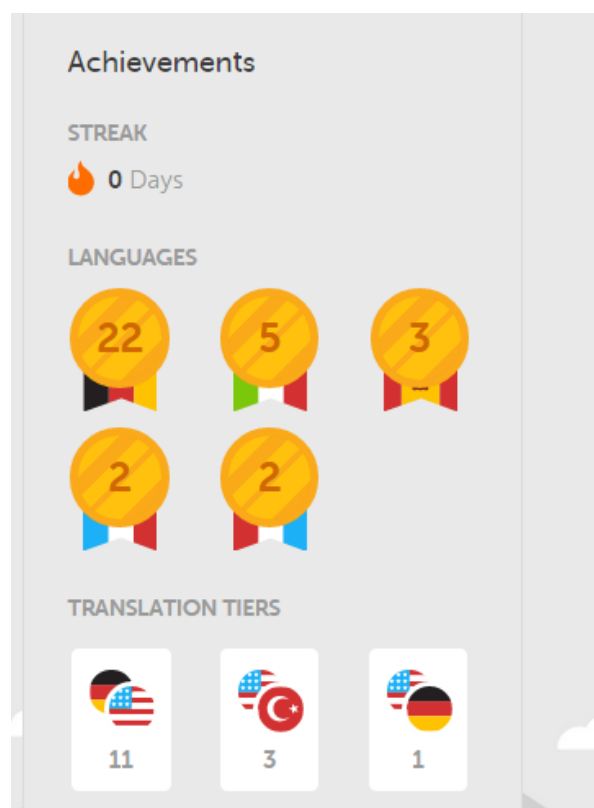 Achievements
STREAK
0 Days
LANGUAGES
22 5 3
2 2
TRANSLATION TIERS
11 3 1